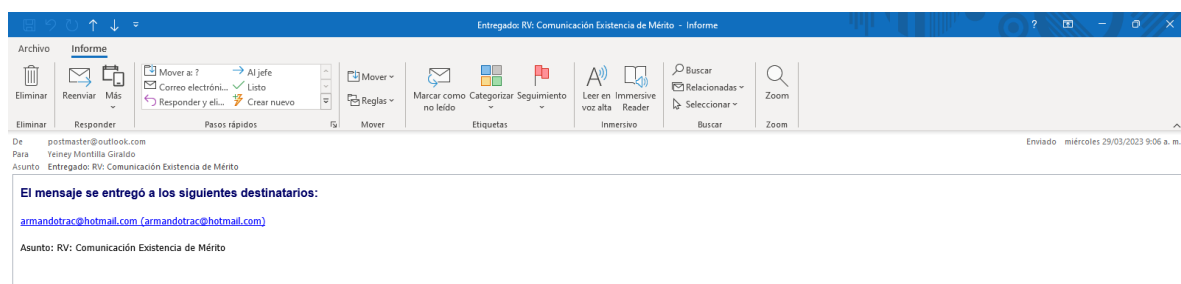 Entregado: RV: Comunicación Existencia de Mérito - Informe
?
Archivo Informe
Eliminar
Reenviar
Más
Mover a: ? Al jefe
Correo electróni... Listo
Responder y eli... Crear nuevo
Mover
Reglas
Marcar como no leído
Categorizar
Seguimiento
Leer en voz alta
Immersive Reader
Buscar
Relacionadas
Seleccionar
Zoom
Eliminar Responder Pasos rápidos Mover Etiquetas Inmersivo Buscar Zoom
De postmaster@outlook.com Enviado miércoles 29/03/2023 9:06 a. m.
Para Yeiney Montilla Giraldo
Asunto Entregado: RV: Comunicación Existencia de Mérito
El mensaje se entregó a los siguientes destinatarios:
armandotrac@hotmail.com (armandotrac@hotmail.com)
Asunto: RV: Comunicación Existencia de Mérito